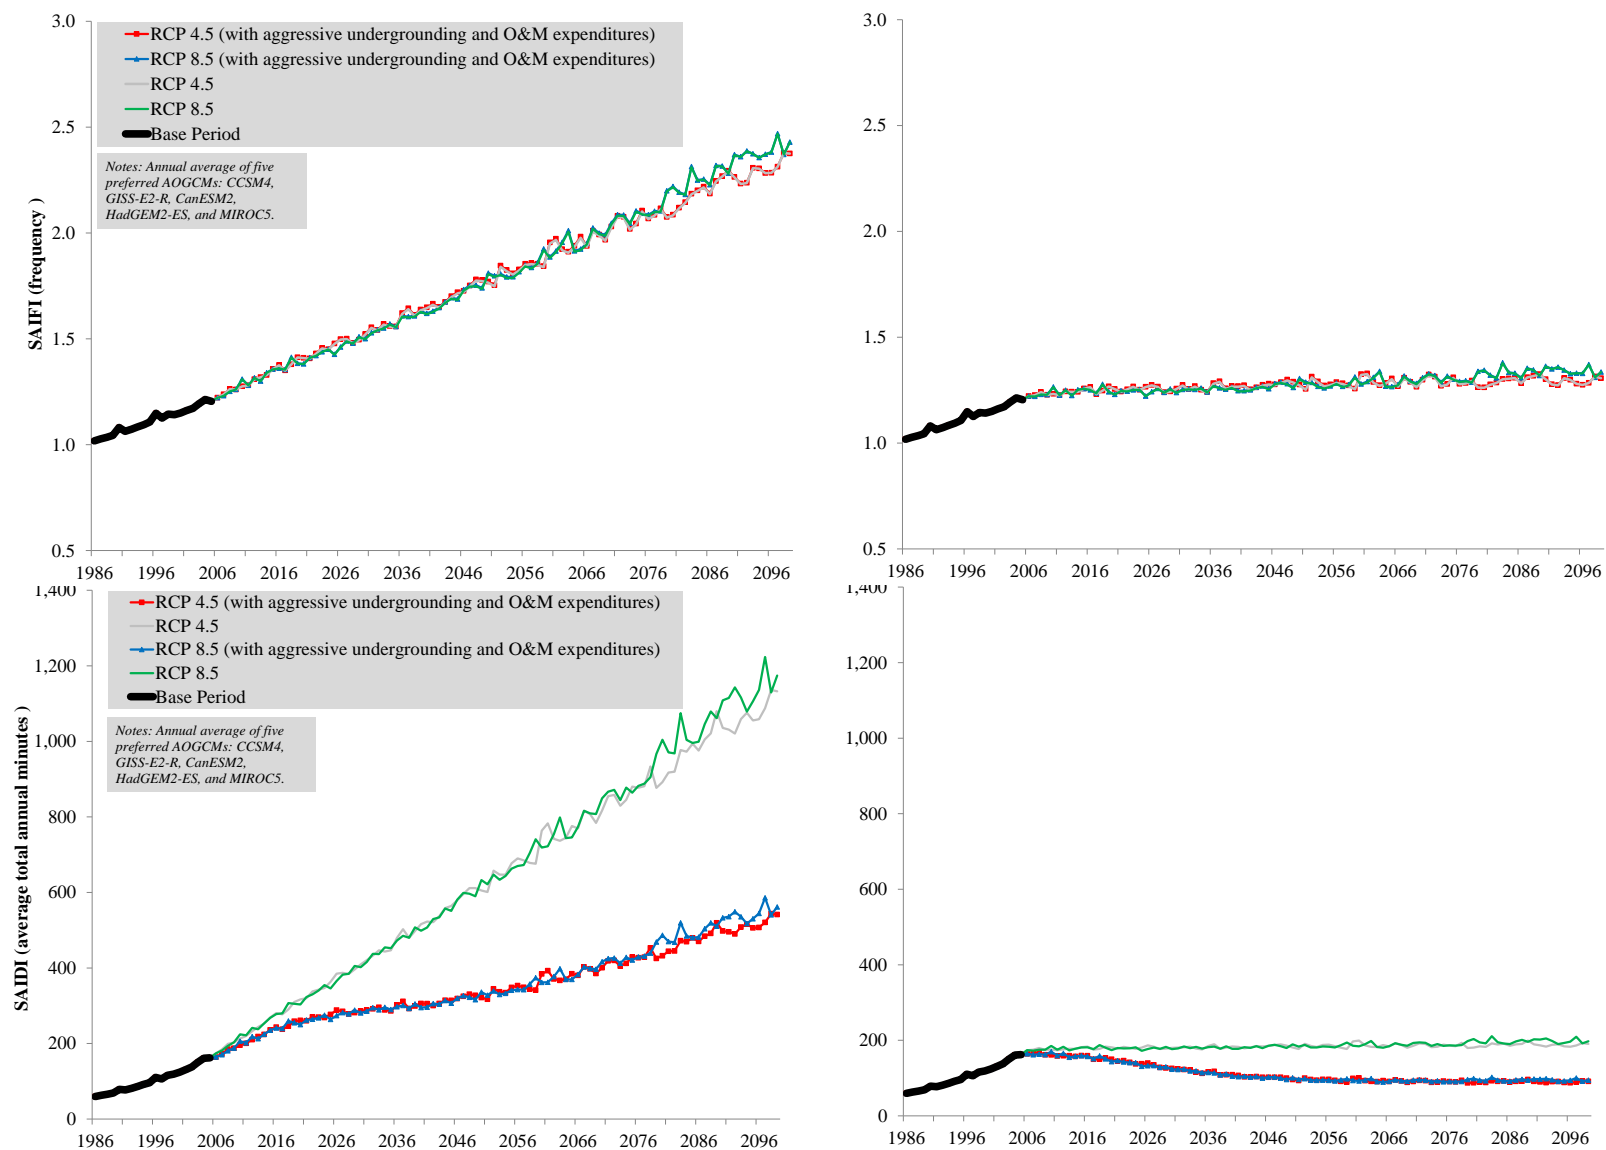 3.0
2.5
2.0
1.5
1.0
0.5
SAIFI (frequency )
RCP 4.5 (with aggressive undergrounding and O&M expenditures)
RCP 8.5 (with aggressive undergrounding and O&M expenditures)
RCP 4.5
RCP 8.5
Base Period
Notes: Annual average of five
preferred AOGCMs: CCSM4,
GISS-E2-R, CanESM2,
HadGEM2-ES, and MIROC5.
1986 1996 2006 2016 2026 2036 2046 2056 2066 2076 2086 2096
3.0
2.5
2.0
1.5
1.0
0.5
1986 1996 2006 2016 2026 2036 2046 2056 2066 2076 2086 2096
1,400
1,200
1,000
800
600
400
200
0
SAIDI (average total annual minutes )
RCP 4.5 (with aggressive undergrounding and O&M expenditures)
RCP 4.5
RCP 8.5 (with aggressive undergrounding and O&M expenditures)
RCP 8.5
Base Period
Notes: Annual average of five
preferred AOGCMs: CCSM4,
GISS-E2-R, CanESM2,
HadGEM2-ES, and MIROC5.
1986 1996 2006 2016 2026 2036 2046 2056 2066 2076 2086 2096
1,400
1,200
1,000
800
600
400
200
0
1986 1996 2006 2016 2026 2036 2046 2056 2066 2076 2086 2096